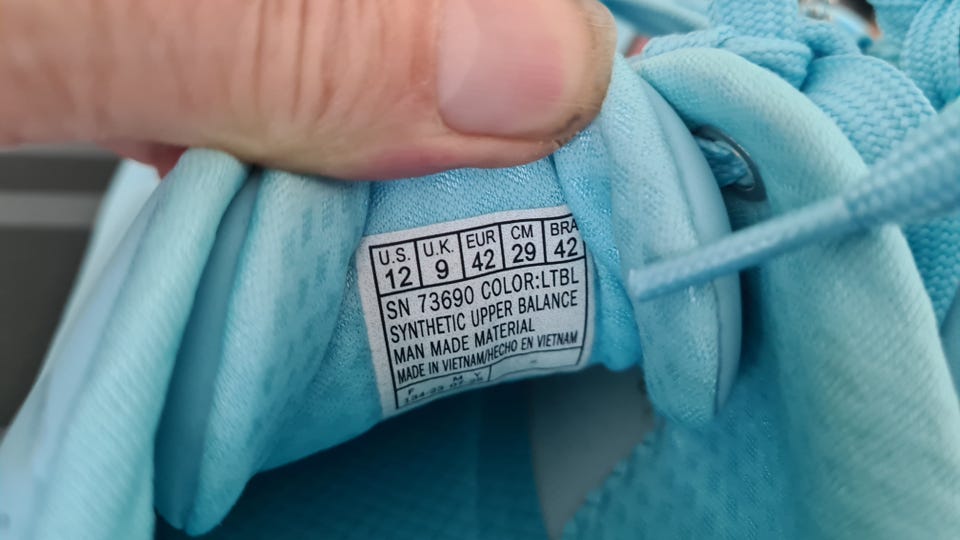 U.S. U.K. EUR CM BRA
12 9 42 29 42
SN 73690 COLOR:LTBL
SYNTHETIC UPPER BALANCE
MAN MADE MATERIAL
MADE IN VIETNAM/HECHO EN VIETNAM
F M Y